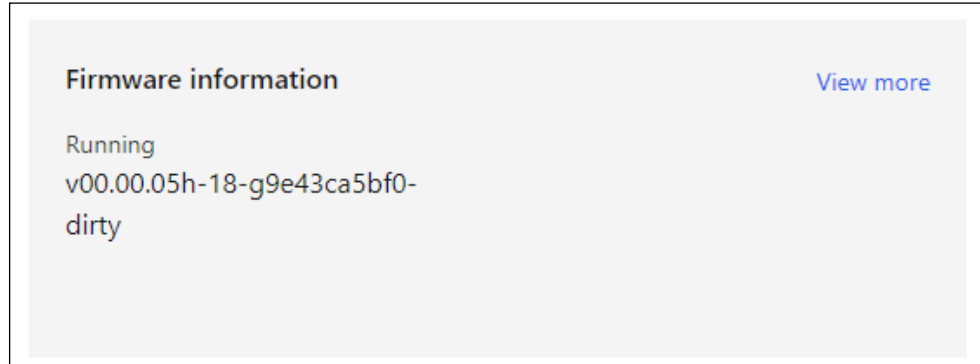 Firmware information
View more
Running
v00.00.05h-18-g9e43ca5bf0-
dirty